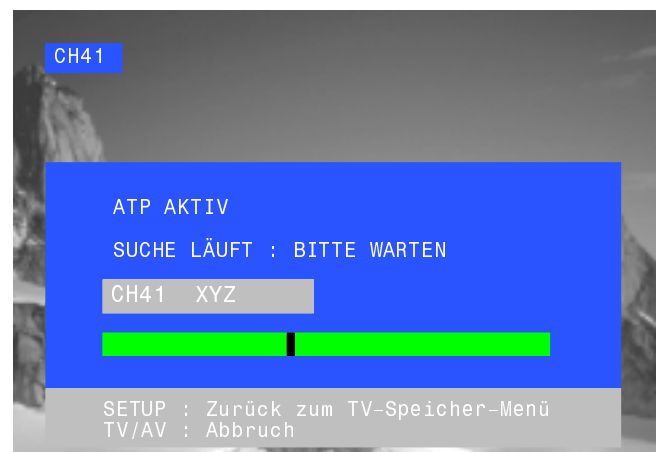 CH41
ATP AKTIV
SUCHE LÄUFT : BITTE WARTEN
CH41 XYZ
SETUP : Zurück zum TV-Speicher-Menü
TV/AV : Abbruch